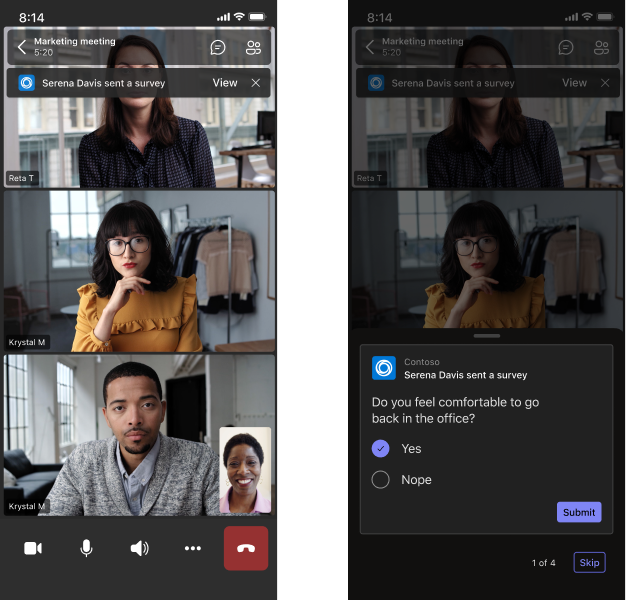 8:14
Marketing meeting
5:20
Serena Davis sent a survey View
Reta T
Krystal M
Krystal M
8:14
Marketing meeting
5:20
Serena Davis sent a survey View
Reta T
Contoso
Serena Davis sent a survey
Do you feel comfortable to go
back in the office?
Yes
Nope
Submit
1 of 4 Skip